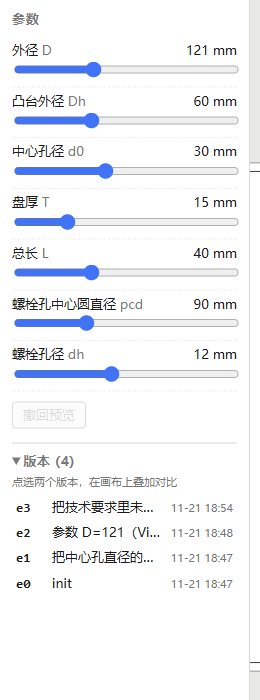 参数
外径 D 121 mm
凸台外径 Dh 60 mm
中心孔径 d0 30 mm
盘厚 T 15 mm
总长 L 40 mm
螺栓孔中心圆直径 pcd 90 mm
螺栓孔径 dh 12 mm
撤回预览
▼版本 (4)
点选两个版本，在画布上叠加对比
e3 把技术要求里未... 11-21 18:54
e2 参数 D=121（Vi... 11-21 18:48
e1 把中心孔直径的... 11-21 18:47
e0 init 11-21 18:47